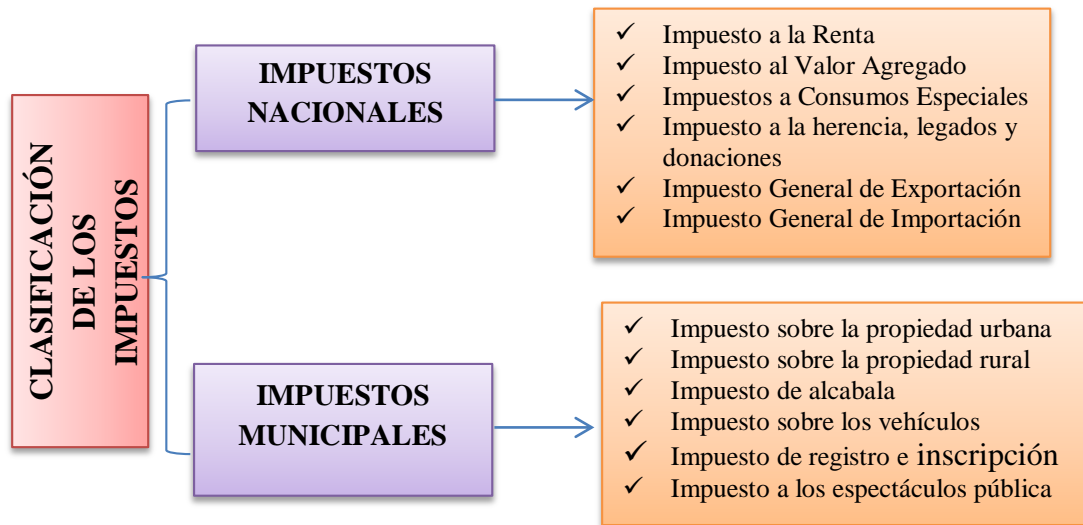 CLASIFICACIÓN
DE LOS
IMPUESTOS
IMPUESTOS
NACIONALES
✓ Impuesto a la Renta
✓ Impuesto al Valor Agregado
✓ Impuestos a Consumos Especiales
✓ Impuesto a la herencia, legados y
donaciones
✓ Impuesto General de Exportación
✓ Impuesto General de Importación
IMPUESTOS
MUNICIPALES
✓ Impuesto sobre la propiedad urbana
✓ Impuesto sobre la propiedad rural
✓ Impuesto de alcabala
✓ Impuesto sobre los vehículos
✓ Impuesto de registro e inscripción
✓ Impuesto a los espectáculos pública